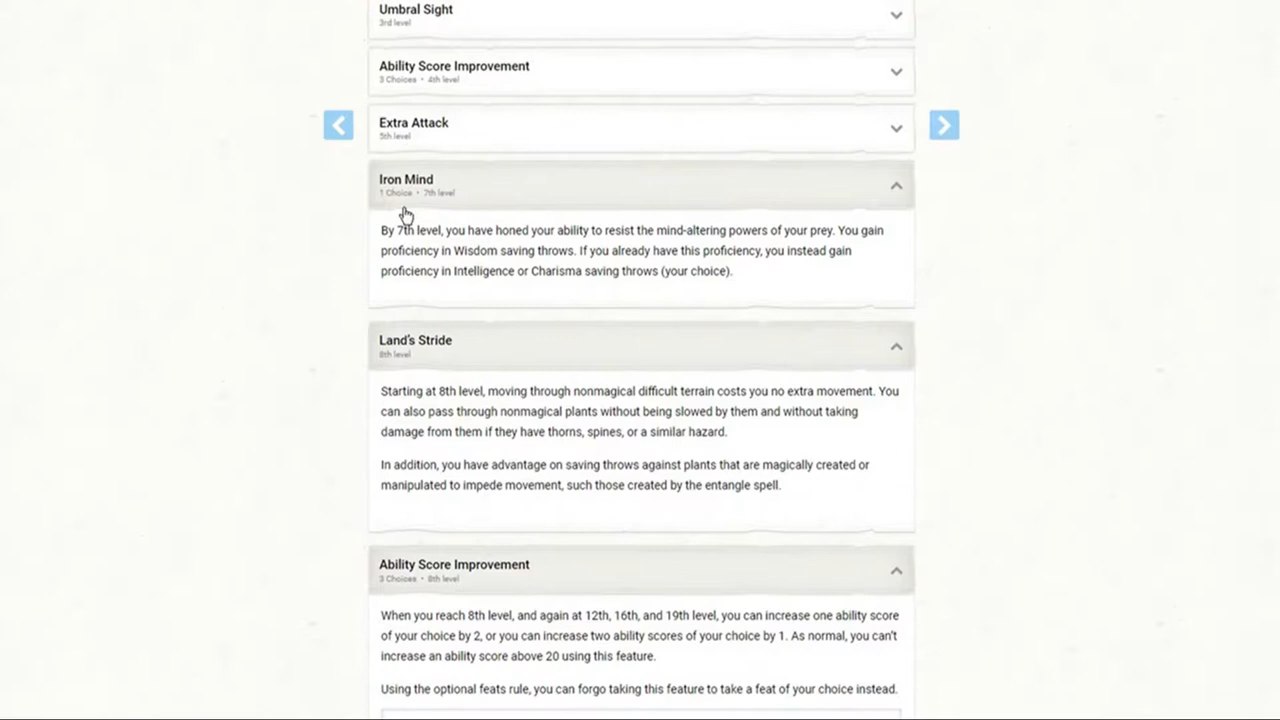 Umbral Sight
3rd level
Ability Score Improvement
3 Choices • 4th level
Extra Attack
5th level
Iron Mind
1 Choice • 7th level
By 7th level, you have honed your ability to resist the mind-altering powers of your prey. You gain
proficiency in Wisdom saving throws. If you already have this proficiency, you instead gain
proficiency in Intelligence or Charisma saving throws (your choice).
Land's Stride
8th level
Starting at 8th level, moving through nonmagical difficult terrain costs you no extra movement. You
can also pass through nonmagical plants without being slowed by them and without taking
damage from them if they have thorns, spines, or a similar hazard.
In addition, you have advantage on saving throws against plants that are magically created or
manipulated to impede movement, such those created by the entangle spell.
Ability Score Improvement
3 Choices • 8th level
When you reach 8th level, and again at 12th, 16th, and 19th level, you can increase one ability score
of your choice by 2, or you can increase two ability scores of your choice by 1. As normal, you can't
increase an ability score above 20 using this feature.
Using the optional feats rule, you can forgo taking this feature to take a feat of your choice instead.